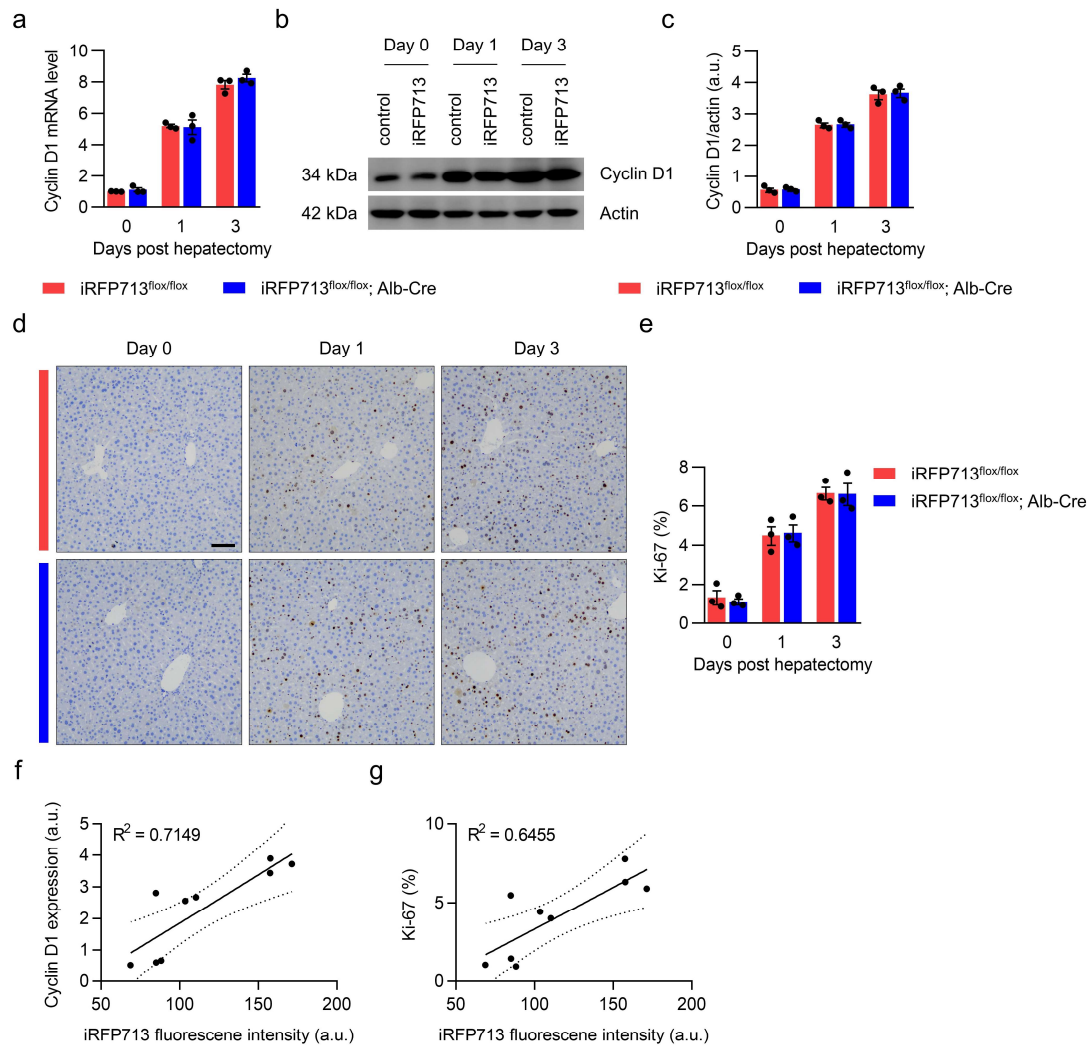 a
Cyclin D1 mRNA level
10
8
6
4
2
0
0 1 3
Days post hepatectomy
b
Day 0 Day 1 Day 3
control iRFP713 control iRFP713 control iRFP713
34 kDa Cyclin D1
42 kDa Actin
c
Cyclin D1/actin (a.u.)
5
4
3
2
1
0
0 1 3
Days post hepatectomy
iRFP713flox/flox iRFP713flox/flox; Alb-Cre
iRFP713flox/flox iRFP713flox/flox; Alb-Cre
d
Day 0 Day 1 Day 3
e
Ki-67 (%)
8
6
4
2
0
0 1 3
Days post hepatectomy
iRFP713flox/flox
iRFP713flox/flox; Alb-Cre
f
Cyclin D1 expression (a.u.)
R2 = 0.7149
5
4
3
2
1
0
50 100 150 200
iRFP713 fluorescene intensity (a.u.)
g
Ki-67 (%)
R2 = 0.6455
10
5
0
50 100 150 200
iRFP713 fluorescene intensity (a.u.)